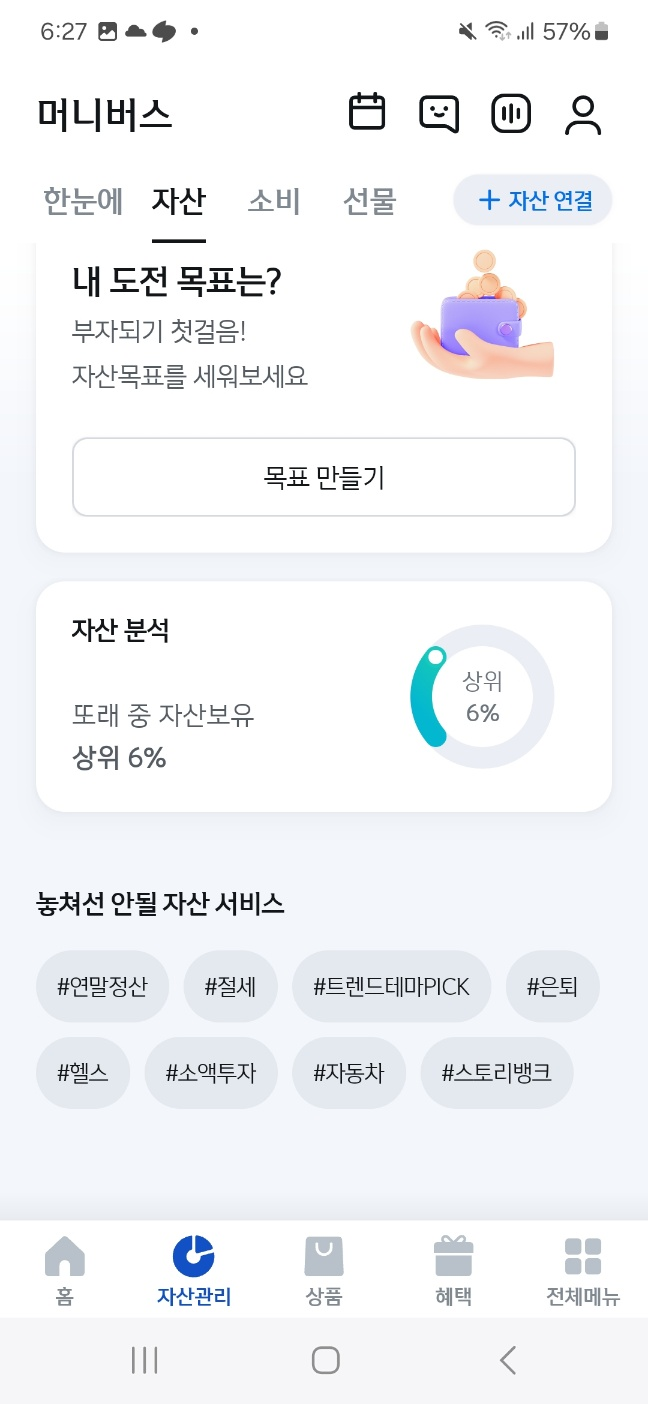 6:27
57%
머니버스
한눈에 자산 소비 선물 + 자산 연결
내 도전 목표는?
부자되기 첫걸음!
자산목표를 세워보세요
목표 만들기
자산 분석
또래 중 자산보유
상위 6%
상위
6%
놓쳐선 안될 자산 서비스
#연말정산 #절세 #트렌드테마PICK #은퇴
#헬스 #소액투자 #자동차 #스토리뱅크
홈 자산관리 상품 혜택 전체메뉴